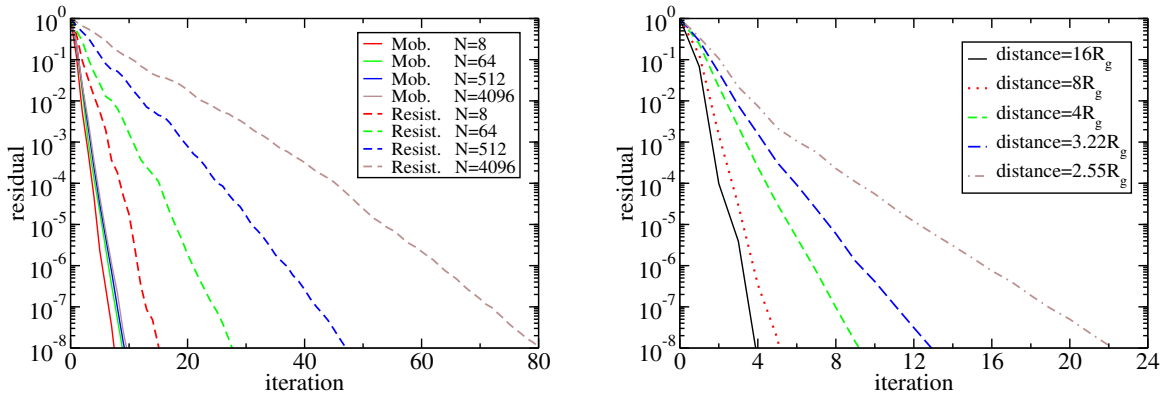 10^0
10^-1
10^-2
10^-3
10^-4
10^-5
10^-6
10^-7
10^-8
residual
0 20 40 60 80
iteration
Mob. N=8
Mob. N=64
Mob. N=512
Mob. N=4096
Resist. N=8
Resist. N=64
Resist. N=512
Resist. N=4096
10^0
10^-1
10^-2
10^-3
10^-4
10^-5
10^-6
10^-7
10^-8
residual
0 4 8 12 16 20 24
iteration
distance=16R_g
distance=8R_g
distance=4R_g
distance=3.22R_g
distance=2.55R_g